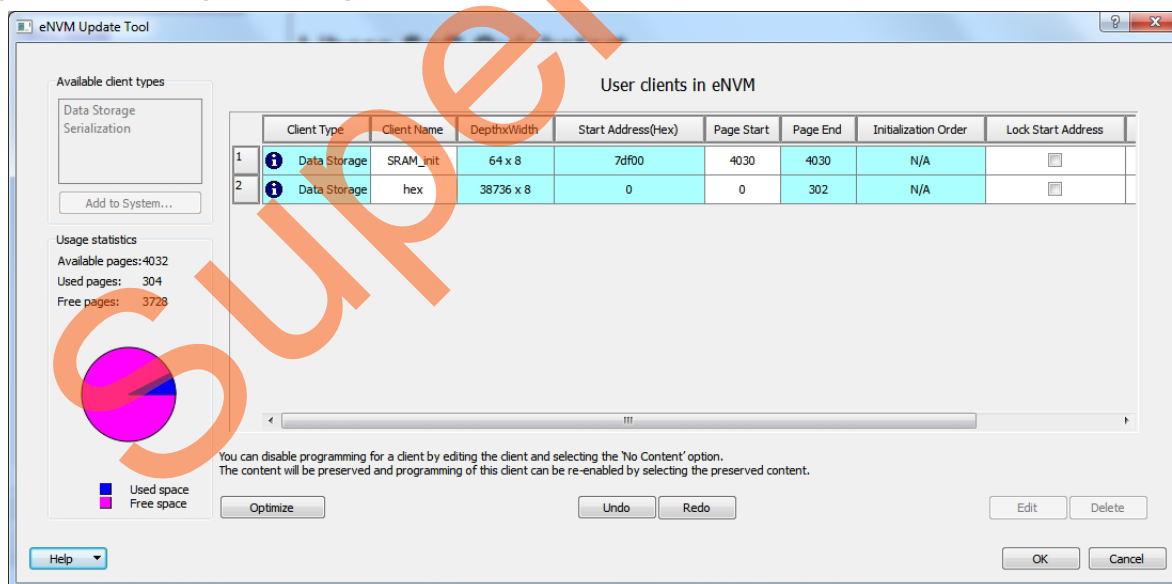 eNVM Update Tool
Available client types
Data Storage
Serialization
Add to System...
Usage statistics
Available pages:4032
Used pages: 304
Free pages: 3728
Used space
Free space
User clients in eNVM
Client Type Client Name DepthxWidth Start Address(Hex) Page Start Page End Initialization Order Lock Start Address
1 Data Storage SRAM_init 64 x 8 7df00 4030 4030 N/A
2 Data Storage hex 38736 x 8 0 0 302 N/A
You can disable programming for a client by editing the client and selecting the 'No Content' option.
The content will be preserved and programming of this client can be re-enabled by selecting the preserved content.
Optimize Undo Redo Edit Delete
Help OK Cancel